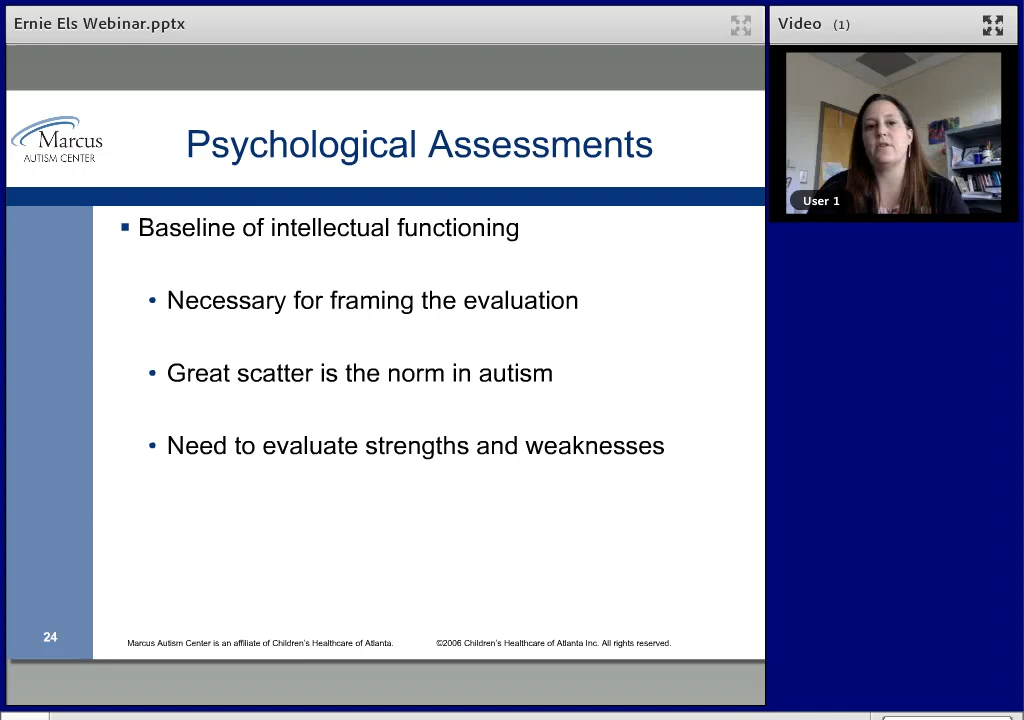 Ernie Els Webinar.pptx
Video (1)
Marcus
AUTISM CENTER
Psychological Assessments
User 1
▪ Baseline of intellectual functioning
• Necessary for framing the evaluation
• Great scatter is the norm in autism
• Need to evaluate strengths and weaknesses
24
Marcus Autism Center is an affiliate of Children's Healthcare of Atlanta.
©2006 Children's Healthcare of Atlanta Inc. All rights reserved.